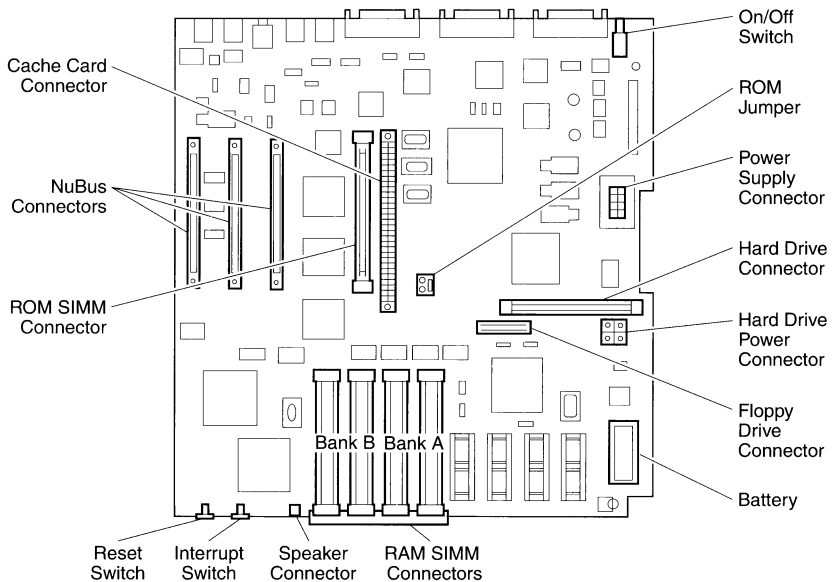 On/Off
Switch
Cache Card
Connector
ROM
Jumper
Power
Supply
Connector
NuBus
Connectors
Hard Drive
Connector
ROM SIMM
Connector
Hard Drive
Power
Connector
Floppy
Drive
Connector
Bank B
Bank A
Battery
Reset
Switch
Interrupt
Switch
Speaker
Connector
RAM SIMM
Connectors